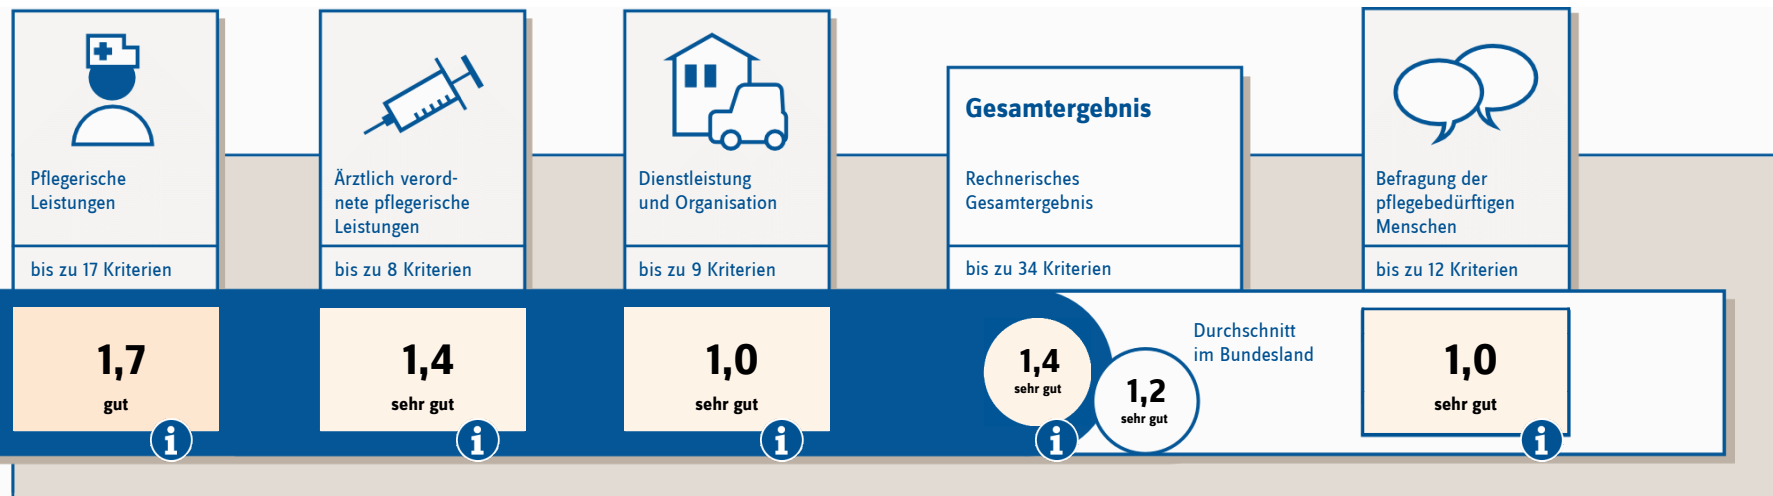 Pflegerische
Leistungen
bis zu 17 Kriterien
1,7
gut
Ärztlich verord-
nete pflegerische
Leistungen
bis zu 8 Kriterien
1,4
sehr gut
Dienstleistung
und Organisation
bis zu 9 Kriterien
1,0
sehr gut
Gesamtergebnis
Rechnerisches
Gesamtergebnis
bis zu 34 Kriterien
1,4
sehr gut
1,2
sehr gut
Durchschnitt
im Bundesland
Befragung der
pflegebedürftigen
Menschen
bis zu 12 Kriterien
1,0
sehr gut